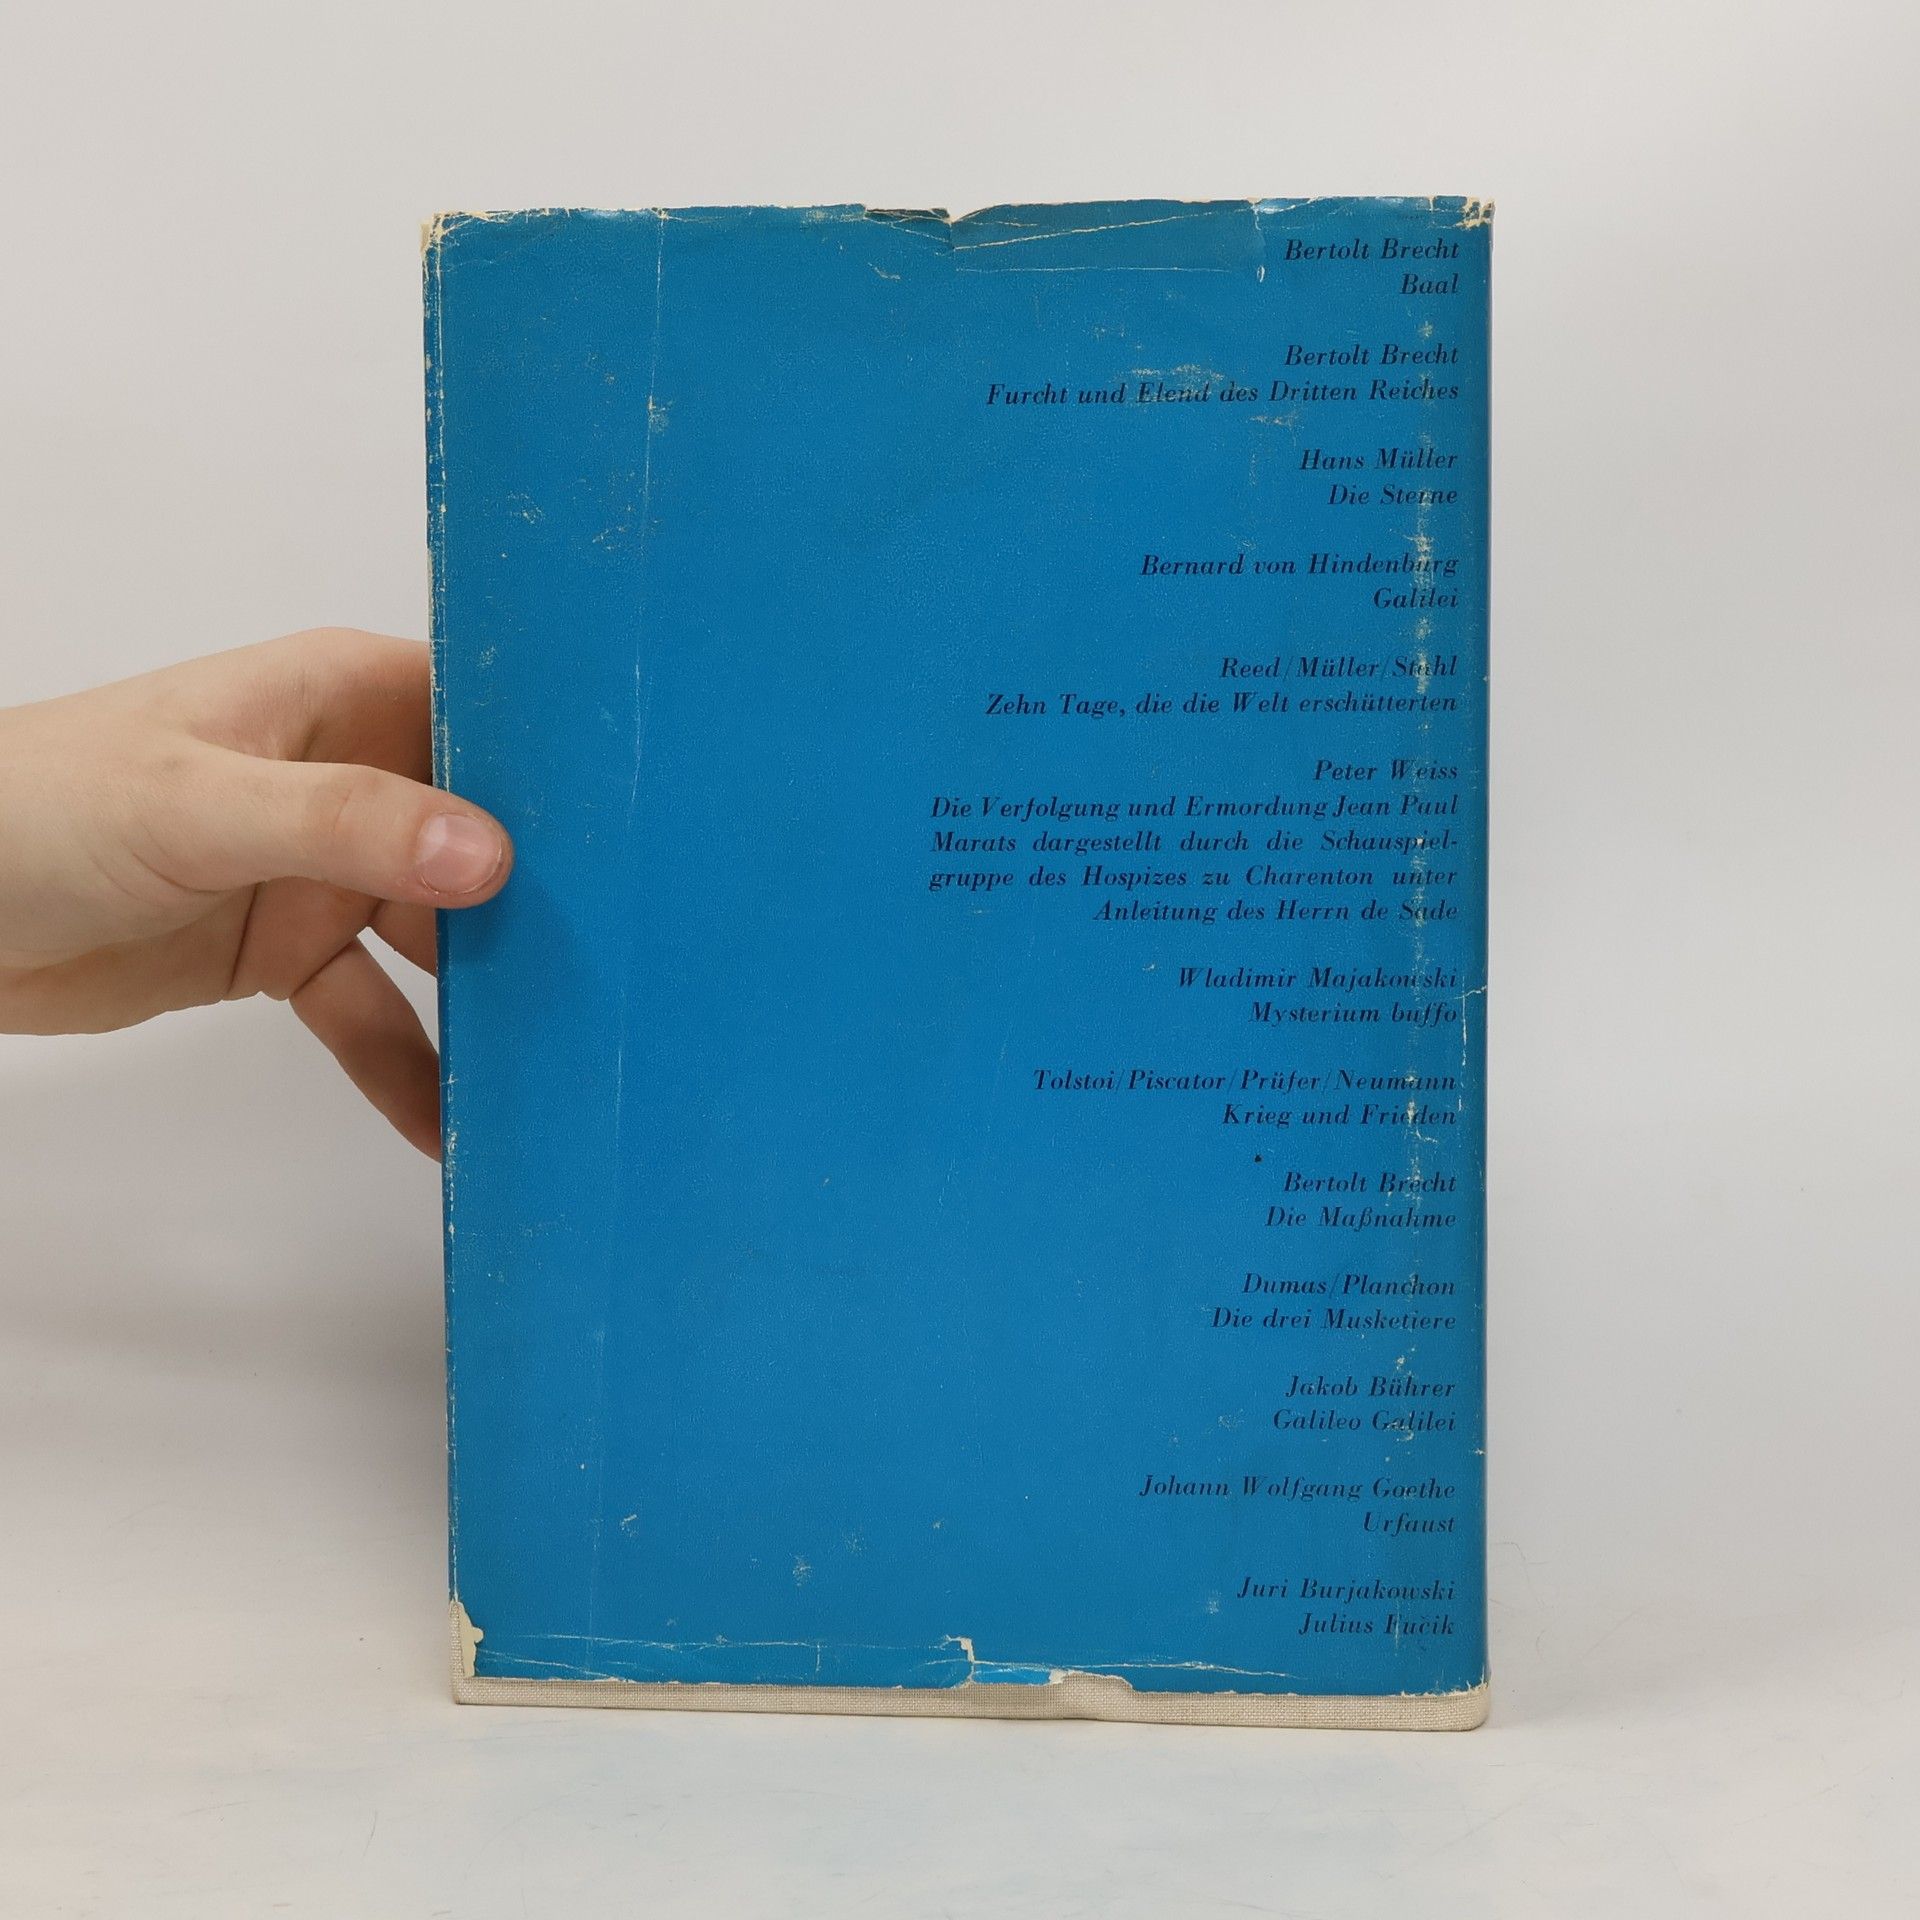 Bertolt Brecht
Baal
Bertolt Brecht
Furcht und Elend des Dritten Reiches
Hans Müller
Die Sterne
Bernard von Hindenburg
Galilei
Reed/Müller/Stahl
Zehn Tage, die die Welt erschütterten
Peter Weiss
Die Verfolgung und Ermordung Jean Paul
Marats dargestellt durch die Schauspiel-
gruppe des Hospizes zu Charenton unter
Anleitung des Herrn de Sade
Wladimir Majakowski
Mysterium buffo
Tolstoi/Piscator/Prüfer/Neumann
Krieg und Frieden
Bertolt Brecht
Die Maßnahme
Dumas/Planchon
Die drei Musketiere
Jakob Bührer
Galileo Galilei
Johann Wolfgang Goethe
Urfaust
Juri Burjakowski
Julius Fučik